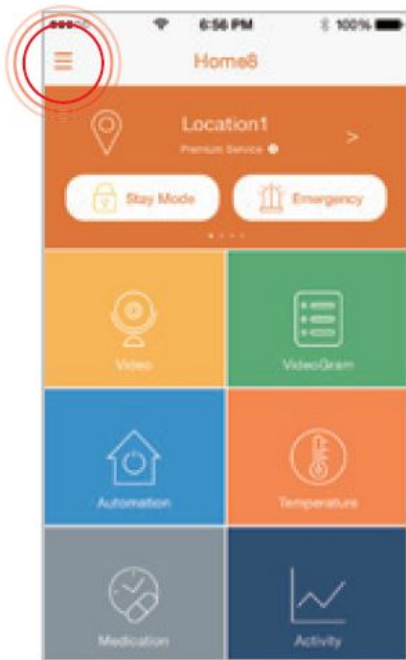 6:56 PM 100%
Home8
Location1
Premium Service
>
Stay Mode Emergency
Video VideoGram
Automation Temperature
Medication Activity